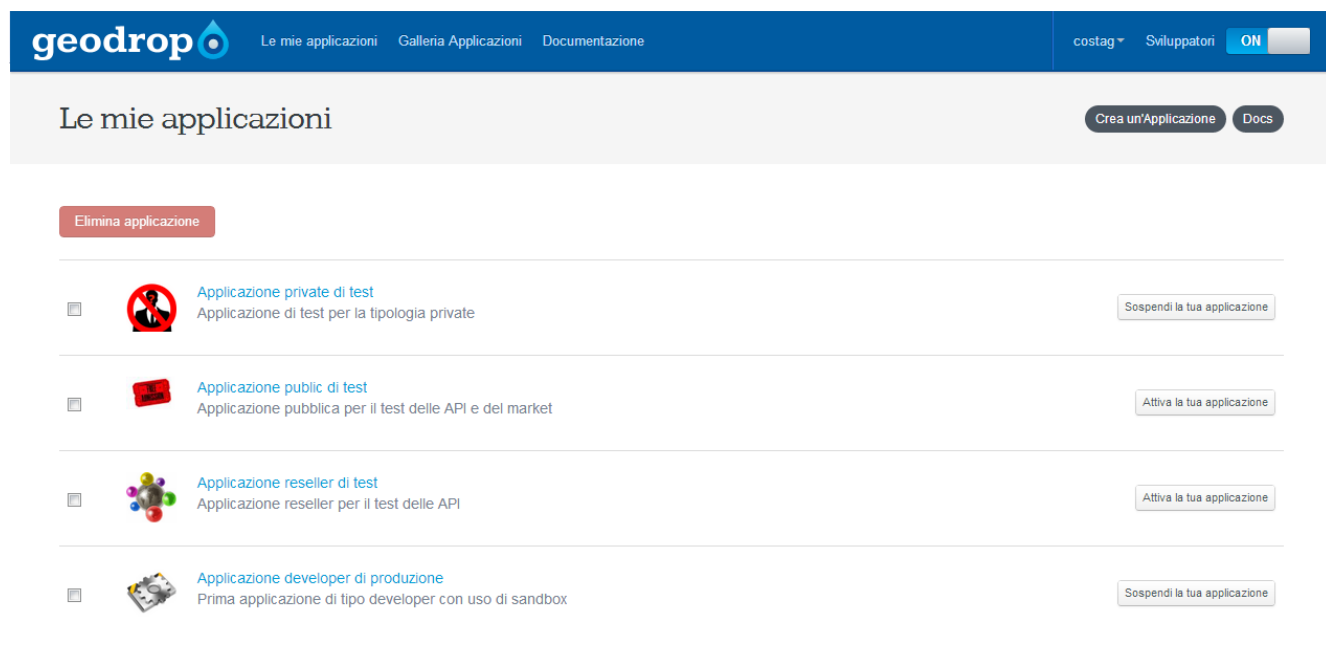 geodrop Le mie applicazioni Galleria Applicazioni Documentazione costag Sviluppatori ON
Le mie applicazioni Crea un'Applicazione Docs
Elimina applicazione
Applicazione private di test
Applicazione di test per la tipologia private Sospendi la tua applicazione
Applicazione public di test
Applicazione pubblica per il test delle API e del market Attiva la tua applicazione
Applicazione reseller di test
Applicazione reseller per il test delle API Attiva la tua applicazione
Applicazione developer di produzione
Prima applicazione di tipo developer con uso di sandbox Sospendi la tua applicazione